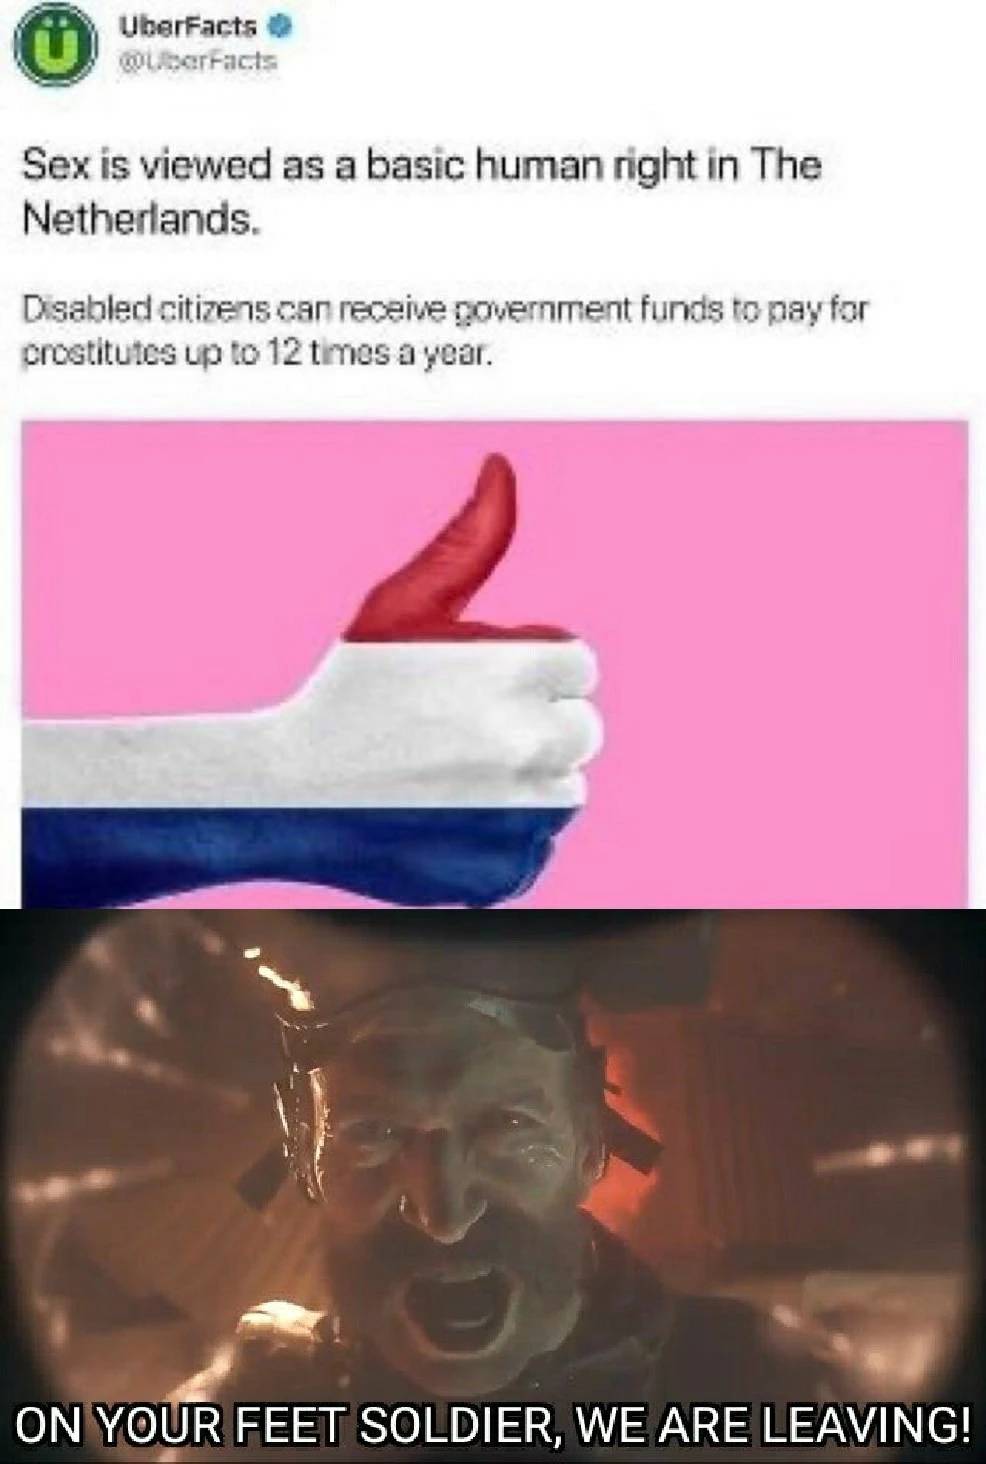 UberFacts
@UberFacts
Sex is viewed as a basic human right in The
Netherlands.
Disabled citizens can receive government funds to pay for
prostitutes up to 12 times a year.
ON YOUR FEET SOLDIER, WE ARE LEAVING!